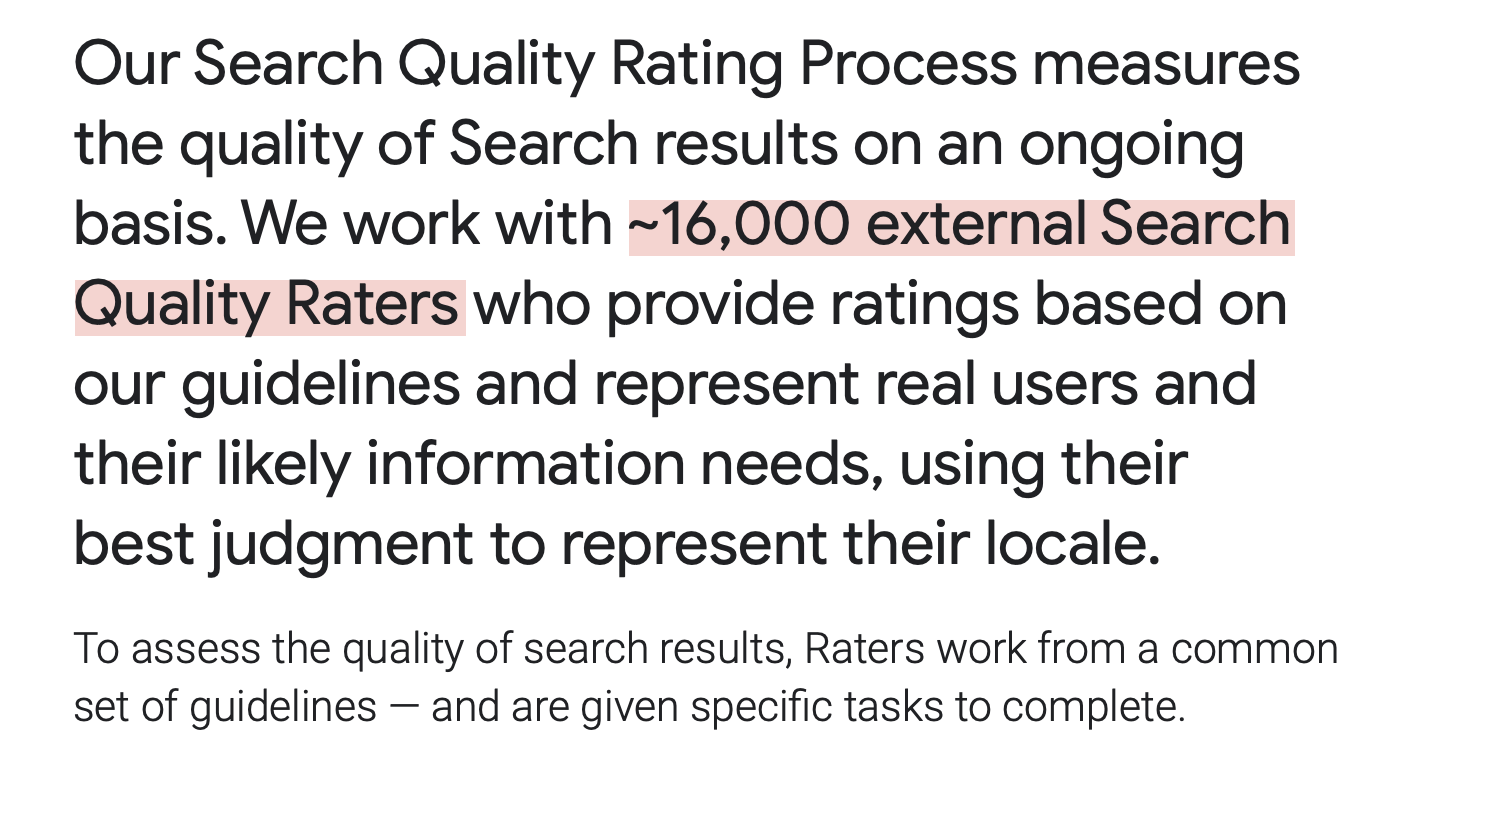 Our Search Quality Rating Process measures
the quality of Search results on an ongoing
basis. We work with ~16,000 external Search
Quality Raters who provide ratings based on
our guidelines and represent real users and
their likely information needs, using their
best judgment to represent their locale.
To assess the quality of search results, Raters work from a common
set of guidelines — and are given specific tasks to complete.